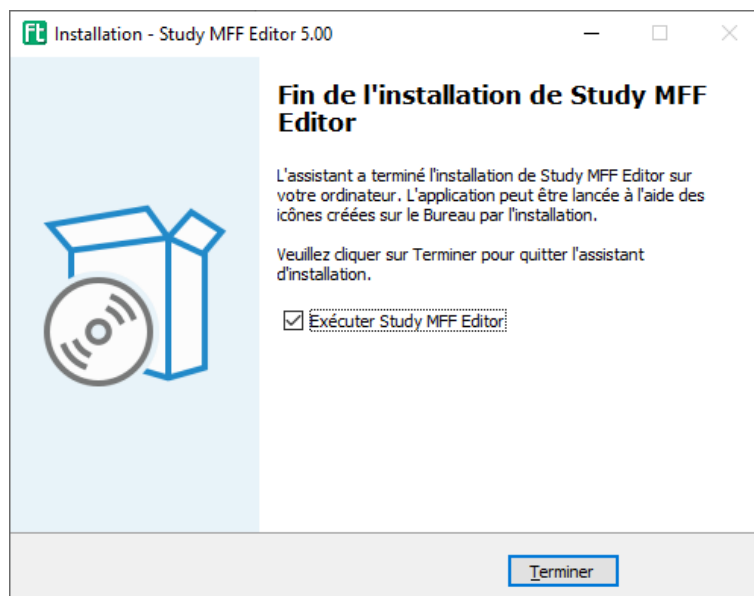 Ft Installation - Study MFF Editor 5.00
Fin de l'installation de Study MFF
Editor
L'assistant a terminé l'installation de Study MFF Editor sur
votre ordinateur. L'application peut être lancée à l'aide des
icônes créées sur le Bureau par l'installation.
Veuillez cliquer sur Terminer pour quitter l'assistant
d'installation.
Exécuter Study MFF Editor
Terminer